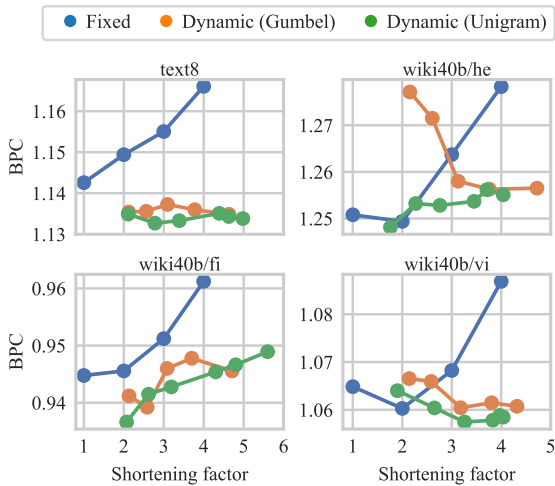 Fixed Dynamic (Gumbel) Dynamic (Unigram)
text8
wiki40b/he
BPC
1.16
1.15
1.14
1.13
1.27
1.26
1.25
wiki40b/fi
wiki40b/vi
BPC
0.96
0.95
0.94
1.08
1.07
1.06
1 2 3 4 5 6
1 2 3 4 5
Shortening factor
Shortening factor